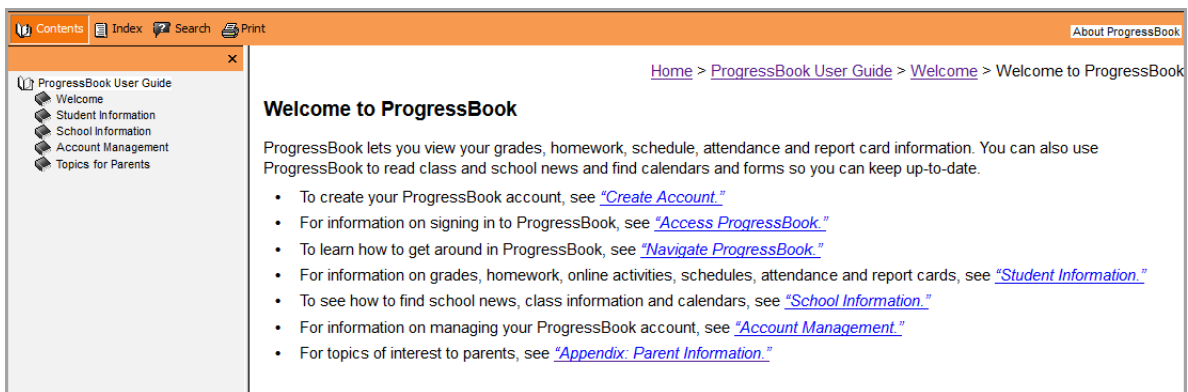 Contents Index Search Print
About ProgressBook
×
ProgressBook User Guide
Welcome
Student Information
School Information
Account Management
Topics for Parents
Home > ProgressBook User Guide > Welcome > Welcome to ProgressBook
Welcome to ProgressBook
ProgressBook lets you view your grades, homework, schedule, attendance and report card information. You can also use
ProgressBook to read class and school news and find calendars and forms so you can keep up-to-date.
• To create your ProgressBook account, see “Create Account.”
• For information on signing in to ProgressBook, see “Access ProgressBook.”
• To learn how to get around in ProgressBook, see “Navigate ProgressBook.”
• For information on grades, homework, online activities, schedules, attendance and report cards, see “Student Information.”
• To see how to find school news, class information and calendars, see “School Information.”
• For information on managing your ProgressBook account, see “Account Management.”
• For topics of interest to parents, see “Appendix: Parent Information.”